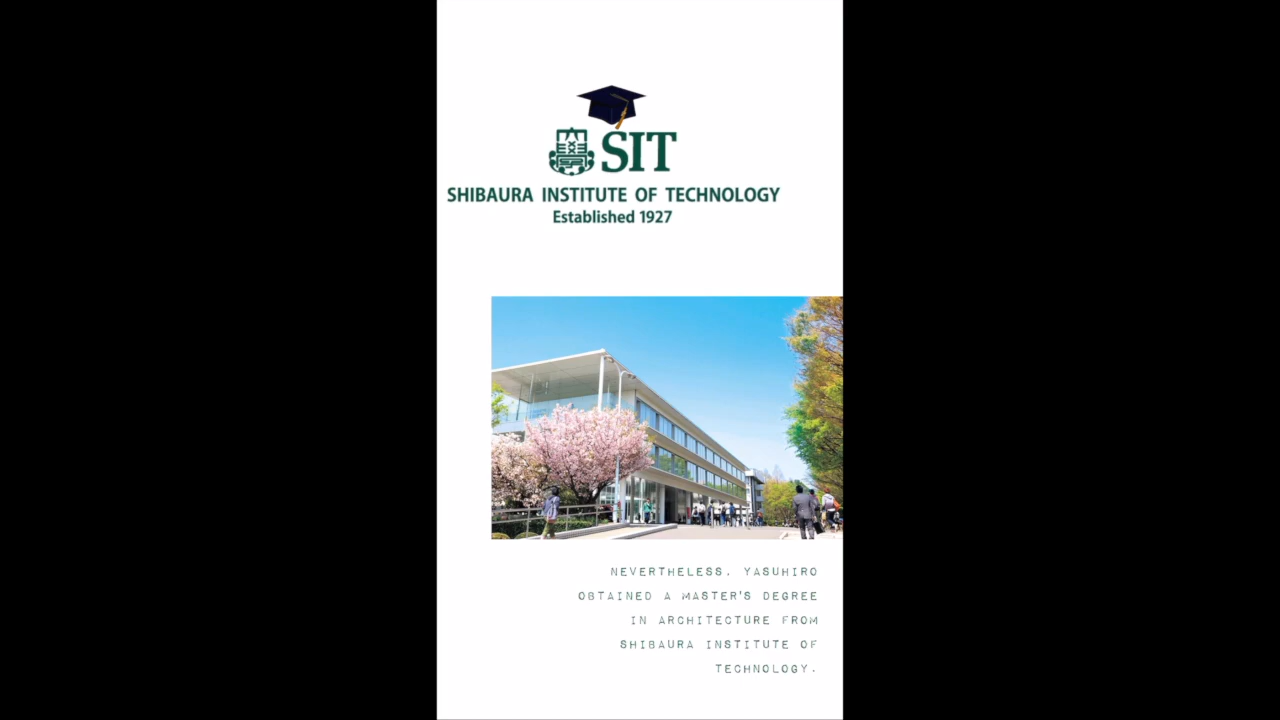 SIT
SHIBAURA INSTITUTE OF TECHNOLOGY
Established 1927
NEVERTHELESS, YASUHIRO
OBTAINED A MASTER'S DEGREE
IN ARCHITECTURE FROM
SHIBAURA INSTITUTE OF
TECHNOLOGY.